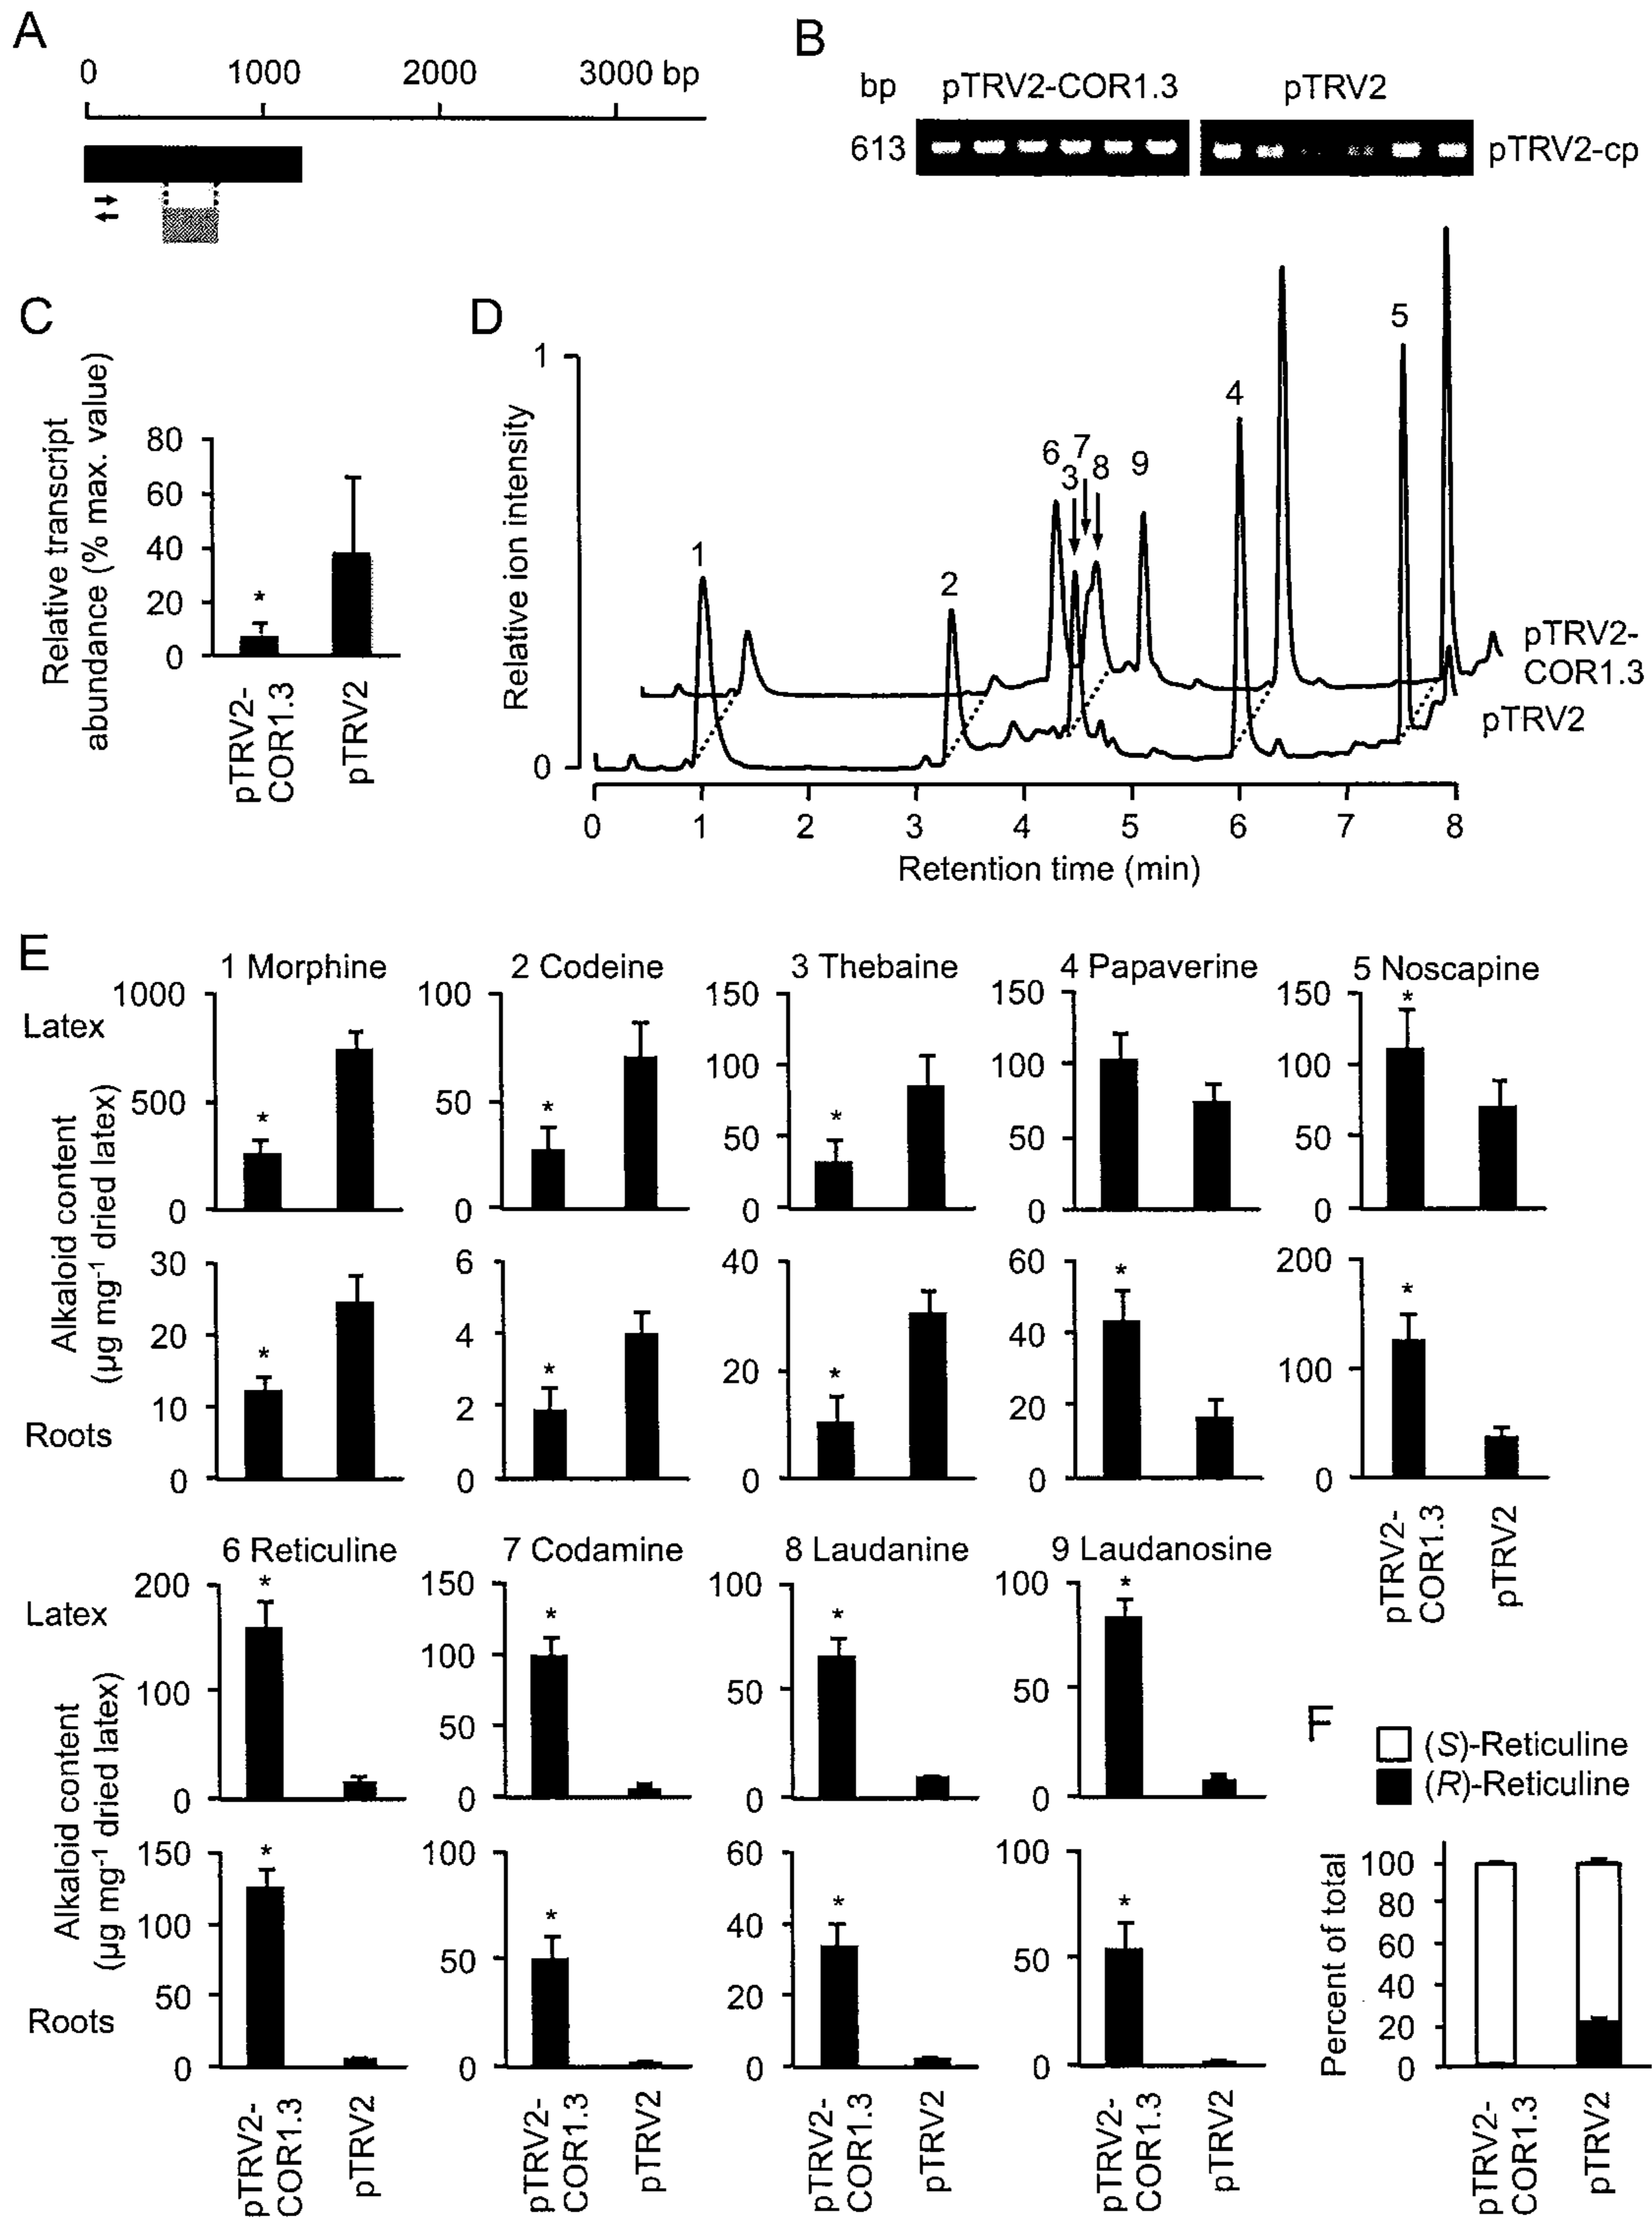 A
0 1000 2000 3000 bp
B
bp pTRV2-COR1.3 pTRV2
613 pTRV2-cp
C
Relative transcript
abundance (% max. value)
80
60
40
20
0
*
pTRV2-
COR1.3
pTRV2
D
Relative ion intensity
1
0
1
2
6
3
7
8
9
4
5
pTRV2-
COR1.3
pTRV2
0 1 2 3 4 5 6 7 8
Retention time (min)
E
Latex
Alkaloid content
(µg mg-1 dried latex)
Roots
1 Morphine
1000
500
0
*
30
20
10
0
*
2 Codeine
100
50
0
*
6
4
2
0
*
3 Thebaine
150
100
50
0
*
40
20
0
*
4 Papaverine
150
100
50
0
60
40
20
0
*
5 Noscapine
150
100
50
0
*
200
100
0
*
pTRV2-
COR1.3
pTRV2
Latex
Alkaloid content
(µg mg-1 dried latex)
Roots
6 Reticuline
200
100
0
*
150
100
50
0
*
pTRV2-
COR1.3
pTRV2
7 Codamine
150
100
50
0
*
100
50
0
*
pTRV2-
COR1.3
pTRV2
8 Laudanine
100
50
0
*
60
40
20
0
*
pTRV2-
COR1.3
pTRV2
9 Laudanosine
100
50
0
*
100
50
0
*
pTRV2-
COR1.3
pTRV2
F
(S)-Reticuline
(R)-Reticuline
Percent of total
100
80
60
40
20
0
pTRV2-
COR1.3
pTRV2